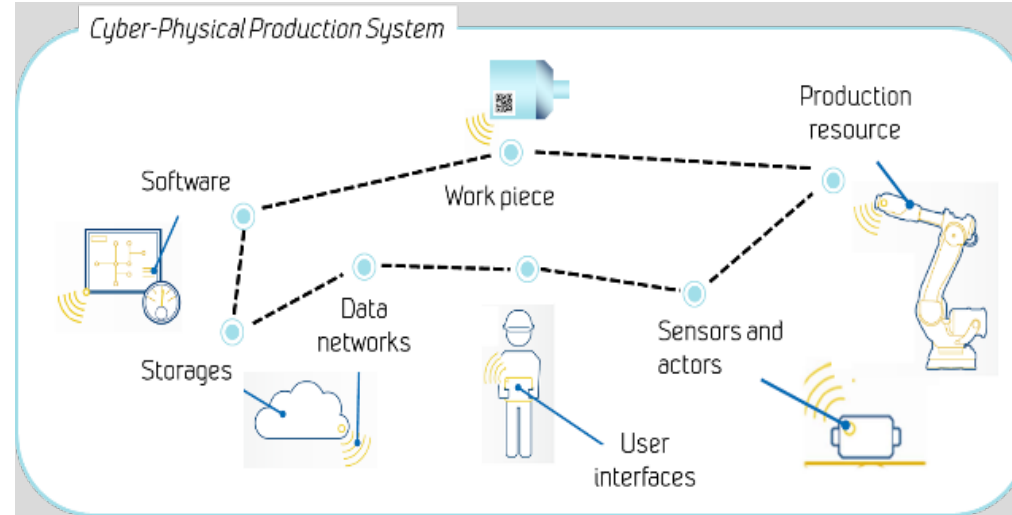 Cyber-Physical Production System
Production
resource
Software
Work piece
Data
networks
Sensors and
actors
Storages
User
interfaces